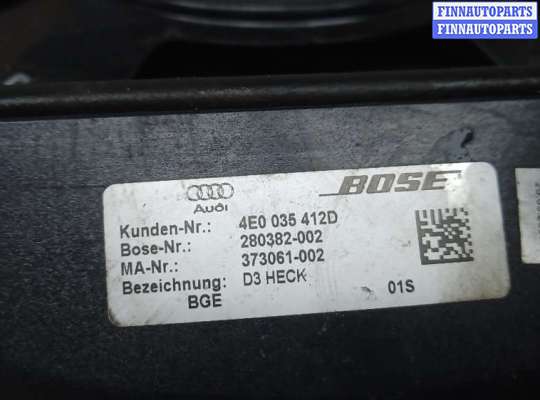 FINNAUTOPARTS
FINNAUTOPARTS
Audi
BOSE
Kunden-Nr.: 4E0 035 412D
Bose-Nr.: 280382-002
MA-Nr.: 373061-002
Bezeichnung: D3 HECK
BGE
01S